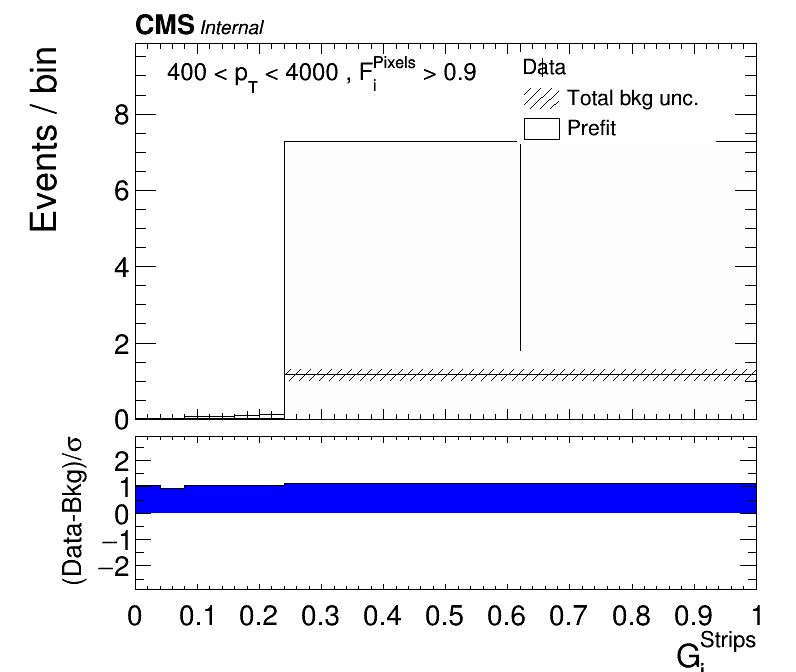 CMS Internal
400 < p_T < 4000 , F_i^Pixels > 0.9
Data
Total bkg unc.
Prefit
Events / bin
8
6
4
2
0
(Data-Bkg)/σ
2
1
0
−1
−2
0 0.1 0.2 0.3 0.4 0.5 0.6 0.7 0.8 0.9 1
G_i^Strips